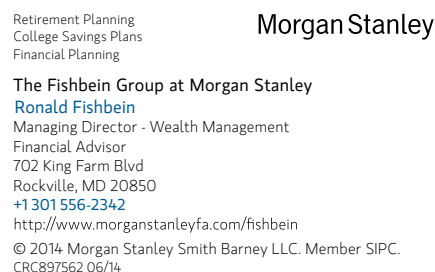 Retirement Planning
College Savings Plans
Financial Planning
Morgan Stanley
The Fishbein Group at Morgan Stanley
Ronald Fishbein
Managing Director - Wealth Management
Financial Advisor
702 King Farm Blvd
Rockville, MD 20850
+1 301 556-2342
http://www.morganstanleyfa.com/fishbein
© 2014 Morgan Stanley Smith Barney LLC. Member SIPC.
CRC897562 06/14